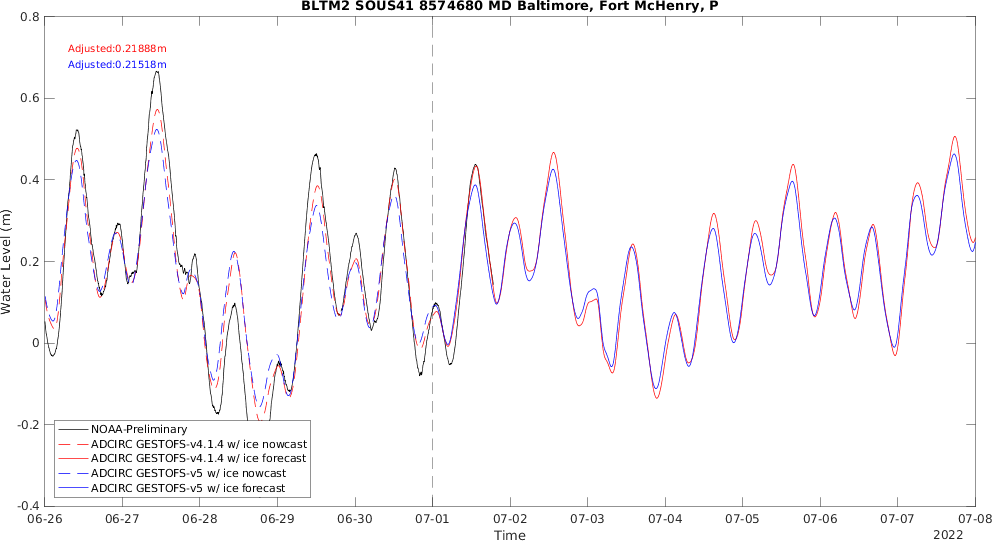 BLTM2 SOUS41 8574680 MD Baltimore, Fort McHenry, P
Adjusted:0.21888m
Adjusted:0.21518m
0.8
0.6
0.4
0.2
0
-0.2
-0.4
Water Level (m)
NOAA-Preliminary
ADCIRC GESTOFS-v4.1.4 w/ ice nowcast
ADCIRC GESTOFS-v4.1.4 w/ ice forecast
ADCIRC GESTOFS-v5 w/ ice nowcast
ADCIRC GESTOFS-v5 w/ ice forecast
06-26 06-27 06-28 06-29 06-30 07-01 07-02 07-03 07-04 07-05 07-06 07-07 07-08
Time
2022